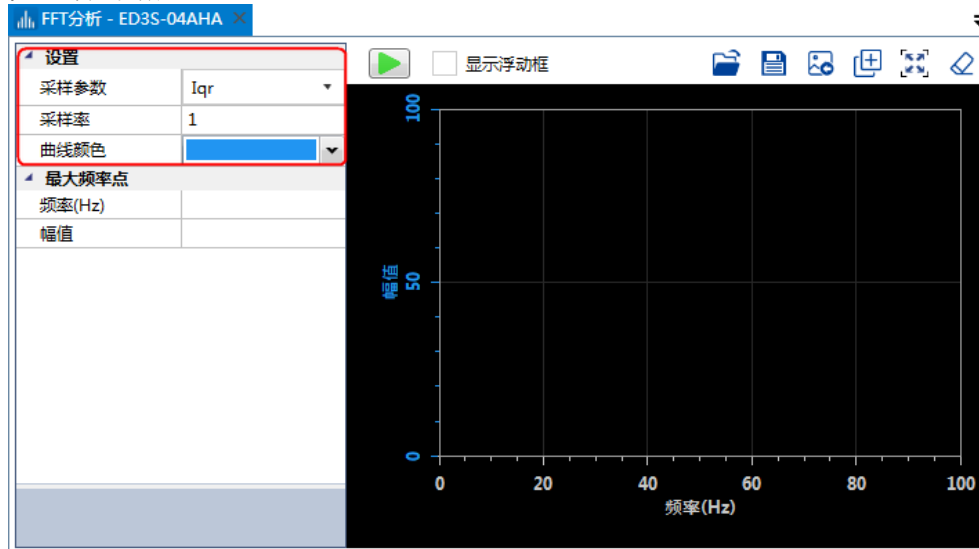 FFT分析 - ED3S-04AHA
设置
采样参数 Iqr
采样率 1
曲线颜色
最大频率点
频率(Hz)
幅值
显示浮动框
100
50
0
幅值
0 20 40 60 80 100
频率(Hz)